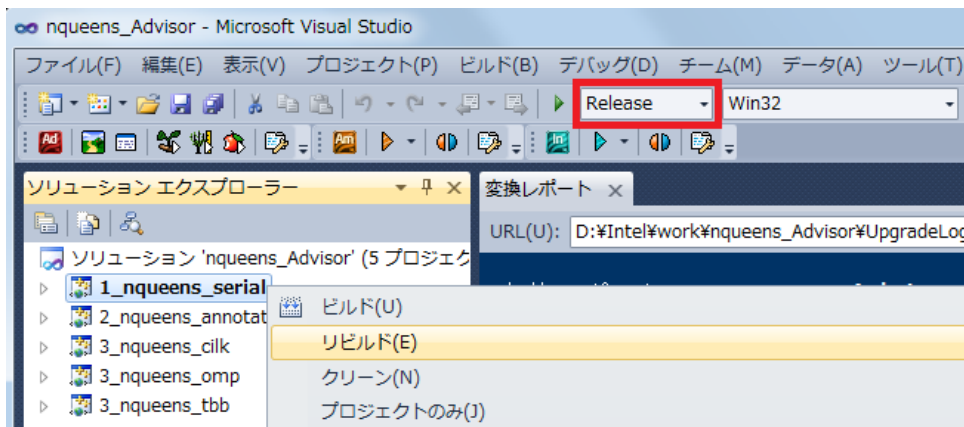 nqueens_Advisor - Microsoft Visual Studio
ファイル(F) 編集(E) 表示(V) プロジェクト(P) ビルド(B) デバッグ(D) チーム(M) データ(A) ツール(T)
Release Win32
Ad Am In
ソリューション エクスプローラー 変換レポート
URL(U): D:¥Intel¥work¥nqueens_Advisor¥UpgradeLog
ソリューション 'nqueens_Advisor' (5 プロジェク
1_nqueens_serial
ビルド(U)
2_nqueens_annotat
リビルド(E)
3_nqueens_cilk
クリーン(N)
3_nqueens_omp
プロジェクトのみ(J)
3_nqueens_tbb